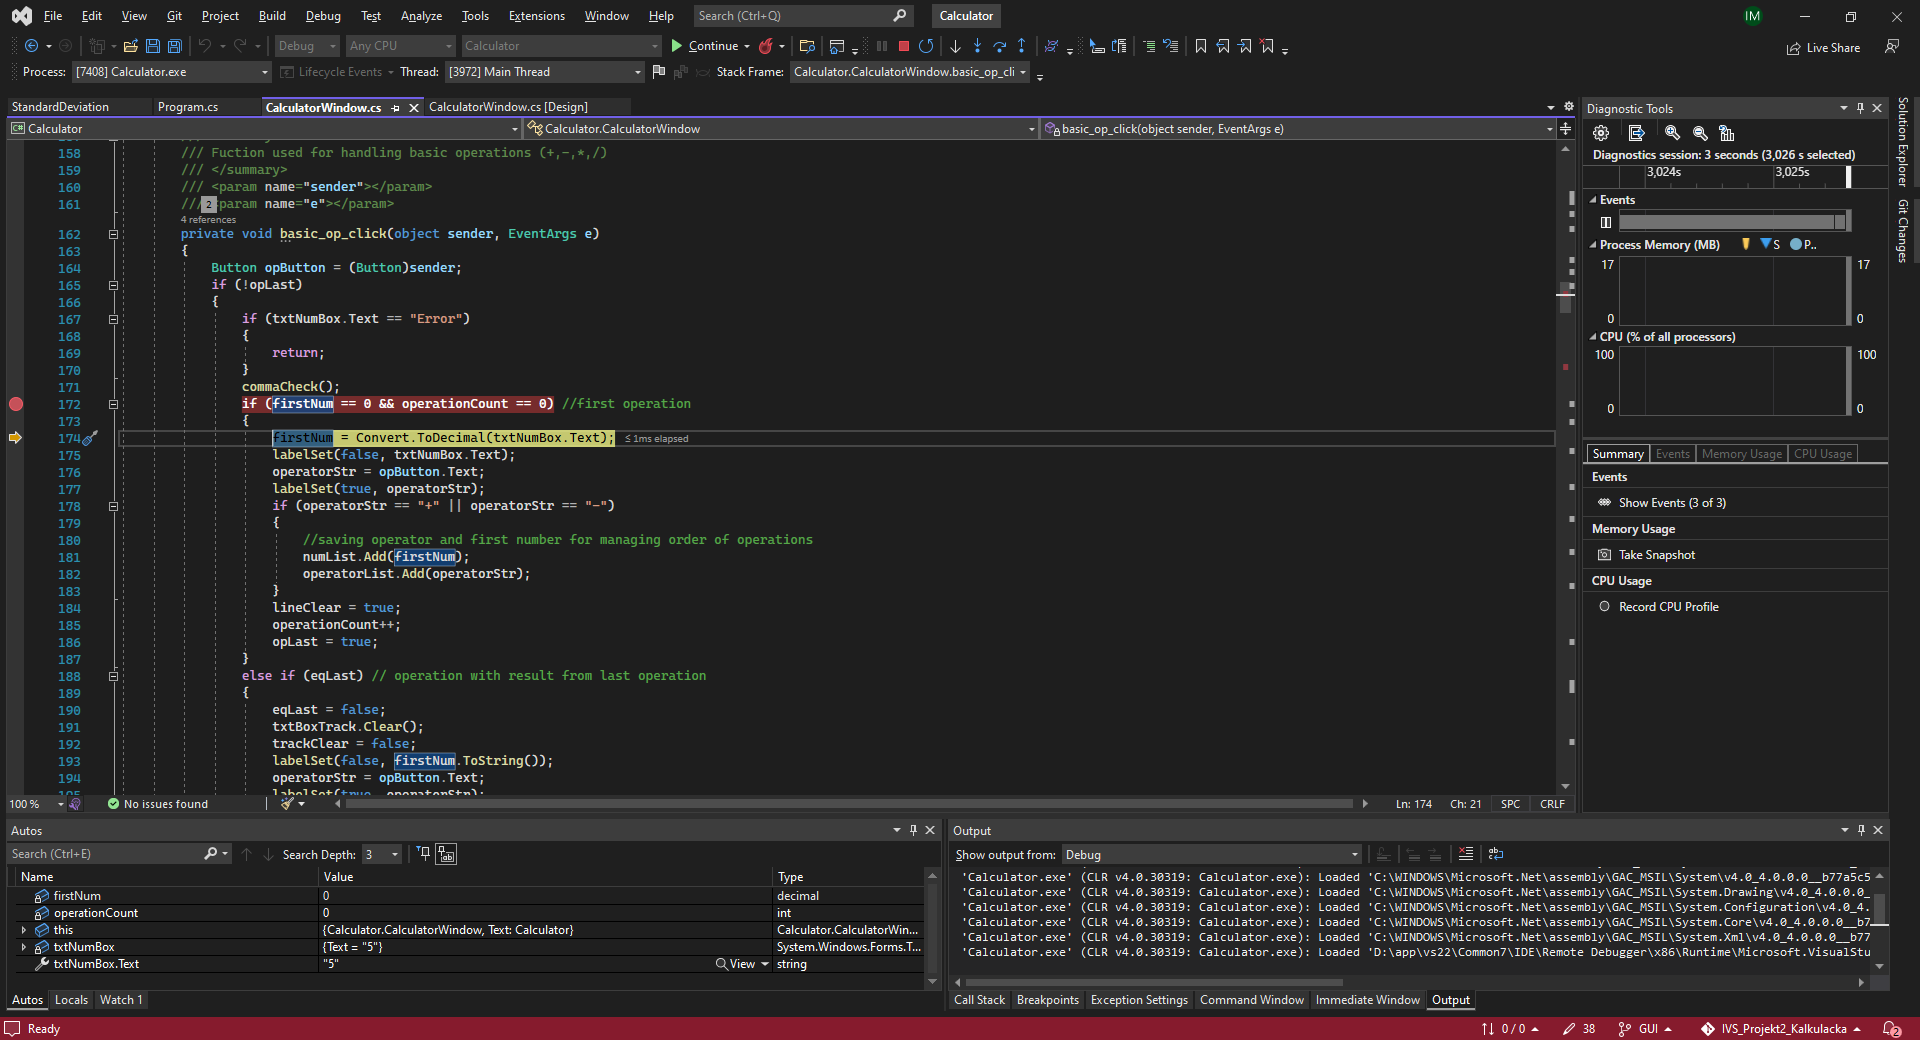 File Edit View Git Project Build Debug Test Analyze Tools Extensions Window Help Search (Ctrl+Q) Calculator IM
Debug Any CPU Calculator Continue Live Share
Process: [7408] Calculator.exe Lifecycle Events Thread: [3972] Main Thread Stack Frame: Calculator.CalculatorWindow.basic_op_cli
StandardDeviation Program.cs CalculatorWindow.cs CalculatorWindow.cs [Design]
Calculator Calculator.CalculatorWindow basic_op_click(object sender, EventArgs e)
158 /// Fuction used for handling basic operations (+,-,*,/)
159 /// </summary>
160 /// <param name="sender"></param>
161 /// 2 param name="e"></param>
4 references
162 private void basic_op_click(object sender, EventArgs e)
163 {
164 Button opButton = (Button)sender;
165 if (!opLast)
166 {
167 if (txtNumBox.Text == "Error")
168 {
169 return;
170 }
171 commaCheck();
172 if (firstNum == 0 && operationCount == 0) //first operation
173 {
174 firstNum = Convert.ToDecimal(txtNumBox.Text); ≤ 1ms elapsed
175 labelSet(false, txtNumBox.Text);
176 operatorStr = opButton.Text;
177 labelSet(true, operatorStr);
178 if (operatorStr == "+" || operatorStr == "-")
179 {
180 //saving operator and first number for managing order of operations
181 numList.Add(firstNum);
182 operatorList.Add(operatorStr);
183 }
184 lineClear = true;
185 operationCount++;
186 opLast = true;
187 }
188 else if (eqLast) // operation with result from last operation
189 {
190 eqLast = false;
191 txtBoxTrack.Clear();
192 trackClear = false;
193 labelSet(false, firstNum.ToString());
194 operatorStr = opButton.Text;
195 labelSet(true, operatorStr);
100 % No issues found Ln: 174 Ch: 21 SPC CRLF
Diagnostic Tools
Diagnostics session: 3 seconds (3,026 s selected)
3,024s 3,025s
Events
Process Memory (MB) S P..
17 17
0 0
CPU (% of all processors)
100 100
0 0
Summary Events Memory Usage CPU Usage
Events
Show Events (3 of 3)
Memory Usage
Take Snapshot
CPU Usage
Record CPU Profile
Solution Explorer
Git Changes
Autos
Search (Ctrl+E) Search Depth: 3
Name Value Type
firstNum 0 decimal
operationCount 0 int
this {Calculator.CalculatorWindow, Text: Calculator} Calculator.CalculatorWin...
txtNumBox {Text = "5"} System.Windows.Forms.T...
txtNumBox.Text "5" View string
Autos Locals Watch 1
Output
Show output from: Debug
'Calculator.exe' (CLR v4.0.30319: Calculator.exe): Loaded 'C:\WINDOWS\Microsoft.Net\assembly\GAC_MSIL\System\v4.0_4.0.0.0__b77a5c5
'Calculator.exe' (CLR v4.0.30319: Calculator.exe): Loaded 'C:\WINDOWS\Microsoft.Net\assembly\GAC_MSIL\System.Drawing\v4.0_4.0.0.0_
'Calculator.exe' (CLR v4.0.30319: Calculator.exe): Loaded 'C:\WINDOWS\Microsoft.Net\assembly\GAC_MSIL\System.Configuration\v4.0_4.
'Calculator.exe' (CLR v4.0.30319: Calculator.exe): Loaded 'C:\WINDOWS\Microsoft.Net\assembly\GAC_MSIL\System.Core\v4.0_4.0.0.0__b7
'Calculator.exe' (CLR v4.0.30319: Calculator.exe): Loaded 'C:\WINDOWS\Microsoft.Net\assembly\GAC_MSIL\System.Xml\v4.0_4.0.0.0__b77
'Calculator.exe' (CLR v4.0.30319: Calculator.exe): Loaded 'D:\app\vs22\Common7\IDE\Remote Debugger\x86\Runtime\Microsoft.VisualStu
Call Stack Breakpoints Exception Settings Command Window Immediate Window Output
Ready 0 / 0 38 GUI IVS_Projekt2_Kalkulacka 2